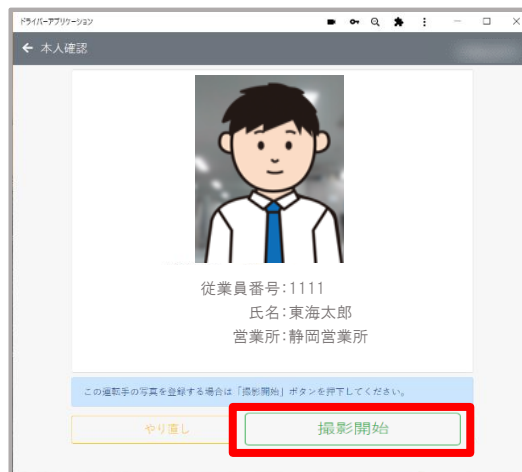 ドライバーアプリケーション
← 本人確認
従業員番号:1111
氏名:東海太郎
営業所:静岡営業所
この運転手の写真を登録する場合は「撮影開始」ボタンを押下してください。
やり直し
撮影開始